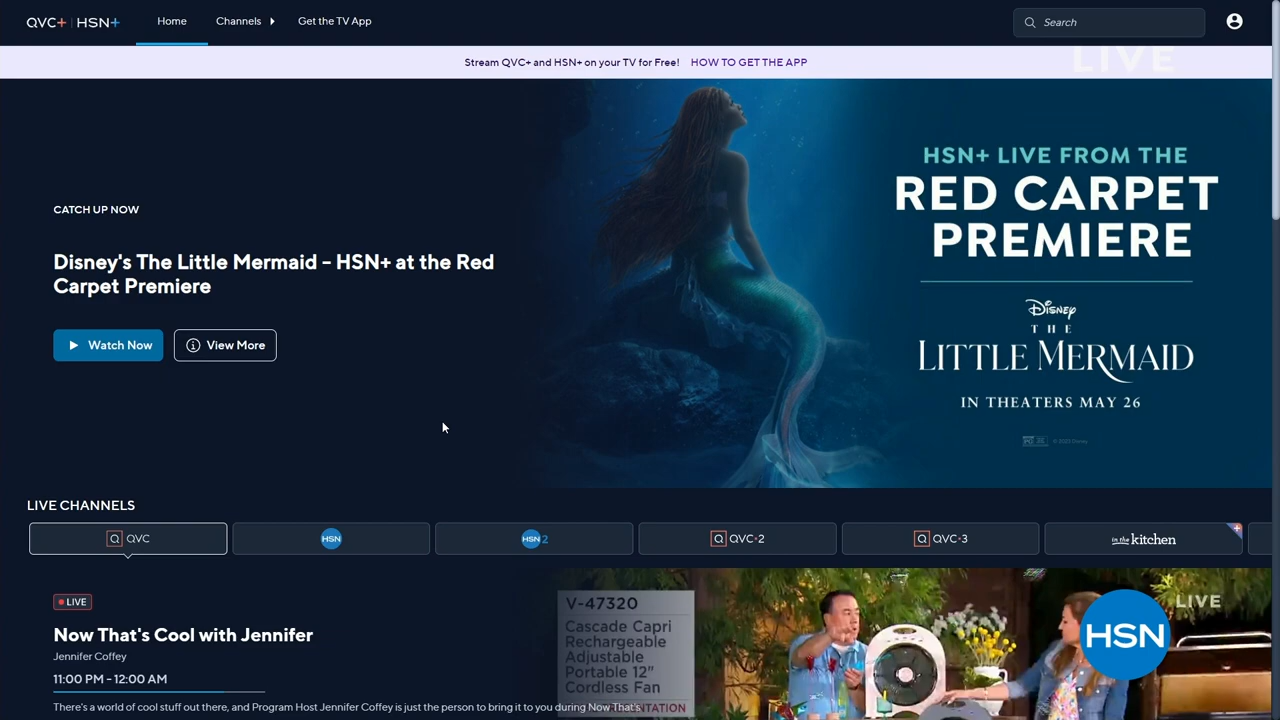 QVC+ | HSN+
Home
Channels
Get the TV App
Search
LIVE
Stream QVC+ and HSN+ on your TV for Free! HOW TO GET THE APP
CATCH UP NOW
Disney's The Little Mermaid - HSN+ at the Red
Carpet Premiere
Watch Now
View More
HSN+ LIVE FROM THE
RED CARPET
PREMIERE
Disney
THE
LITTLE MERMAID
IN THEATERS MAY 26
© 2023 Disney
LIVE CHANNELS
QVC
HSN
HSN 2
QVC·2
QVC·3
in the kitchen
LIVE
Now That's Cool with Jennifer
Jennifer Coffey
11:00 PM - 12:00 AM
There's a world of cool stuff out there, and Program Host Jennifer Coffey is just the person to bring it to you during Now That's
V-47320
Cascade Capri
Rechargeable
Adjustable
Portable 12"
Cordless Fan
HSN
LIVE